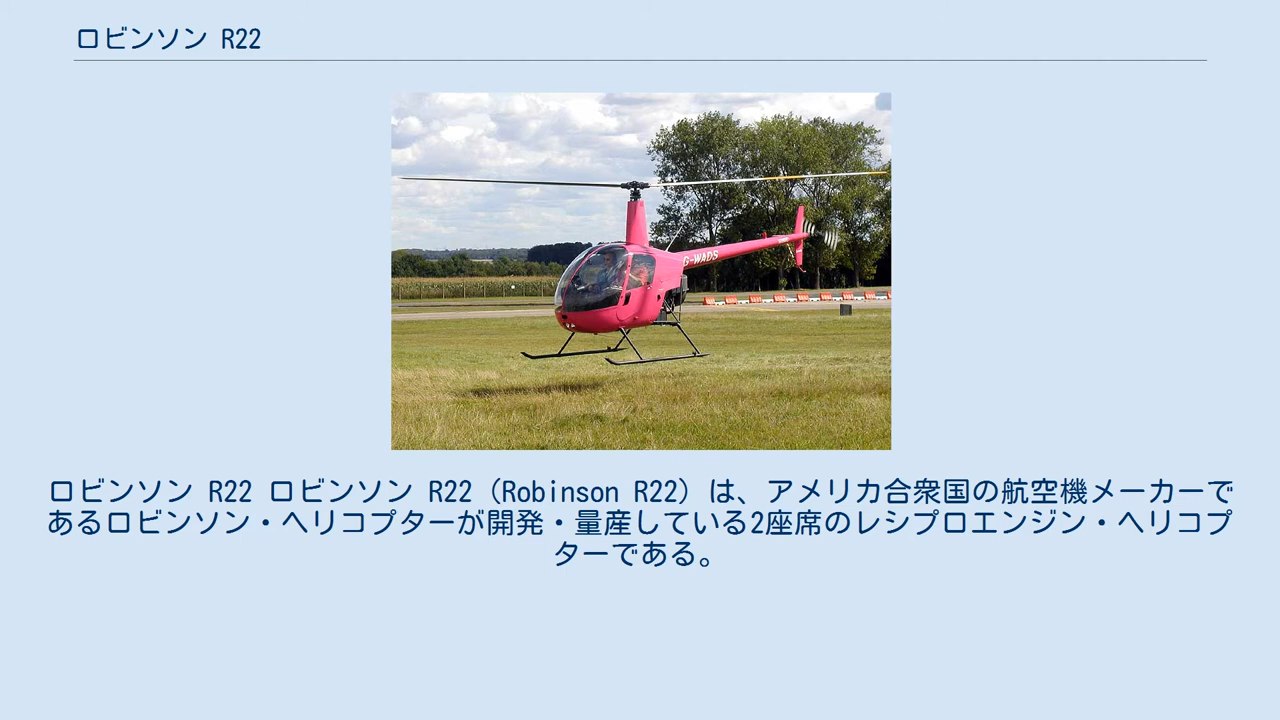 ロビンソン R22
G-WADS
ロビンソン R22 ロビンソン R22（Robinson R22）は、アメリカ合衆国の航空機メーカーで
あるロビンソン・ヘリコプターが開発・量産している2座席のレシプロエンジン・ヘリコプ
ターである。